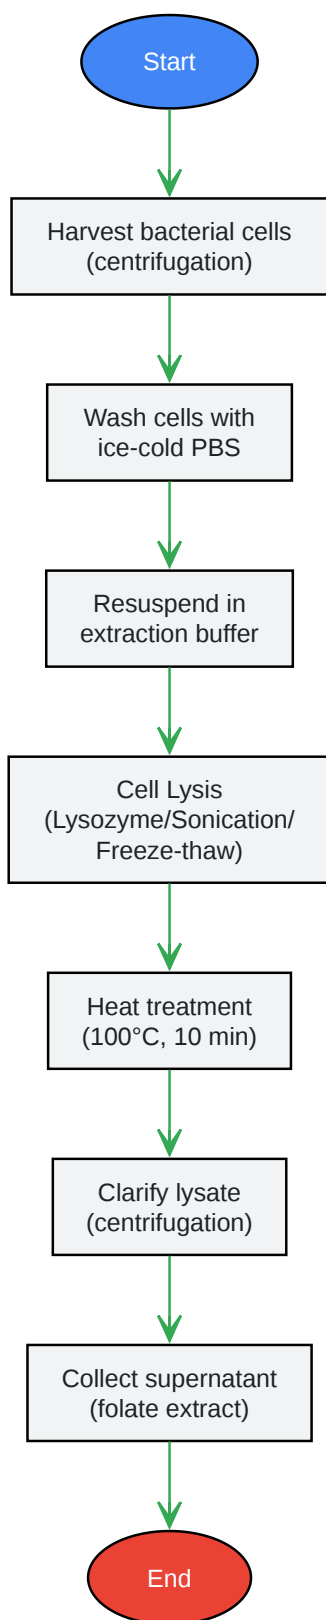 Start
Harvest bacterial cells
(centrifugation)
Wash cells with
ice-cold PBS
Resuspend in
extraction buffer
Cell Lysis
(Lysozyme/Sonication/
Freeze-thaw)
Heat treatment
(100°C, 10 min)
Clarify lysate
(centrifugation)
Collect supernatant
(folate extract)
End